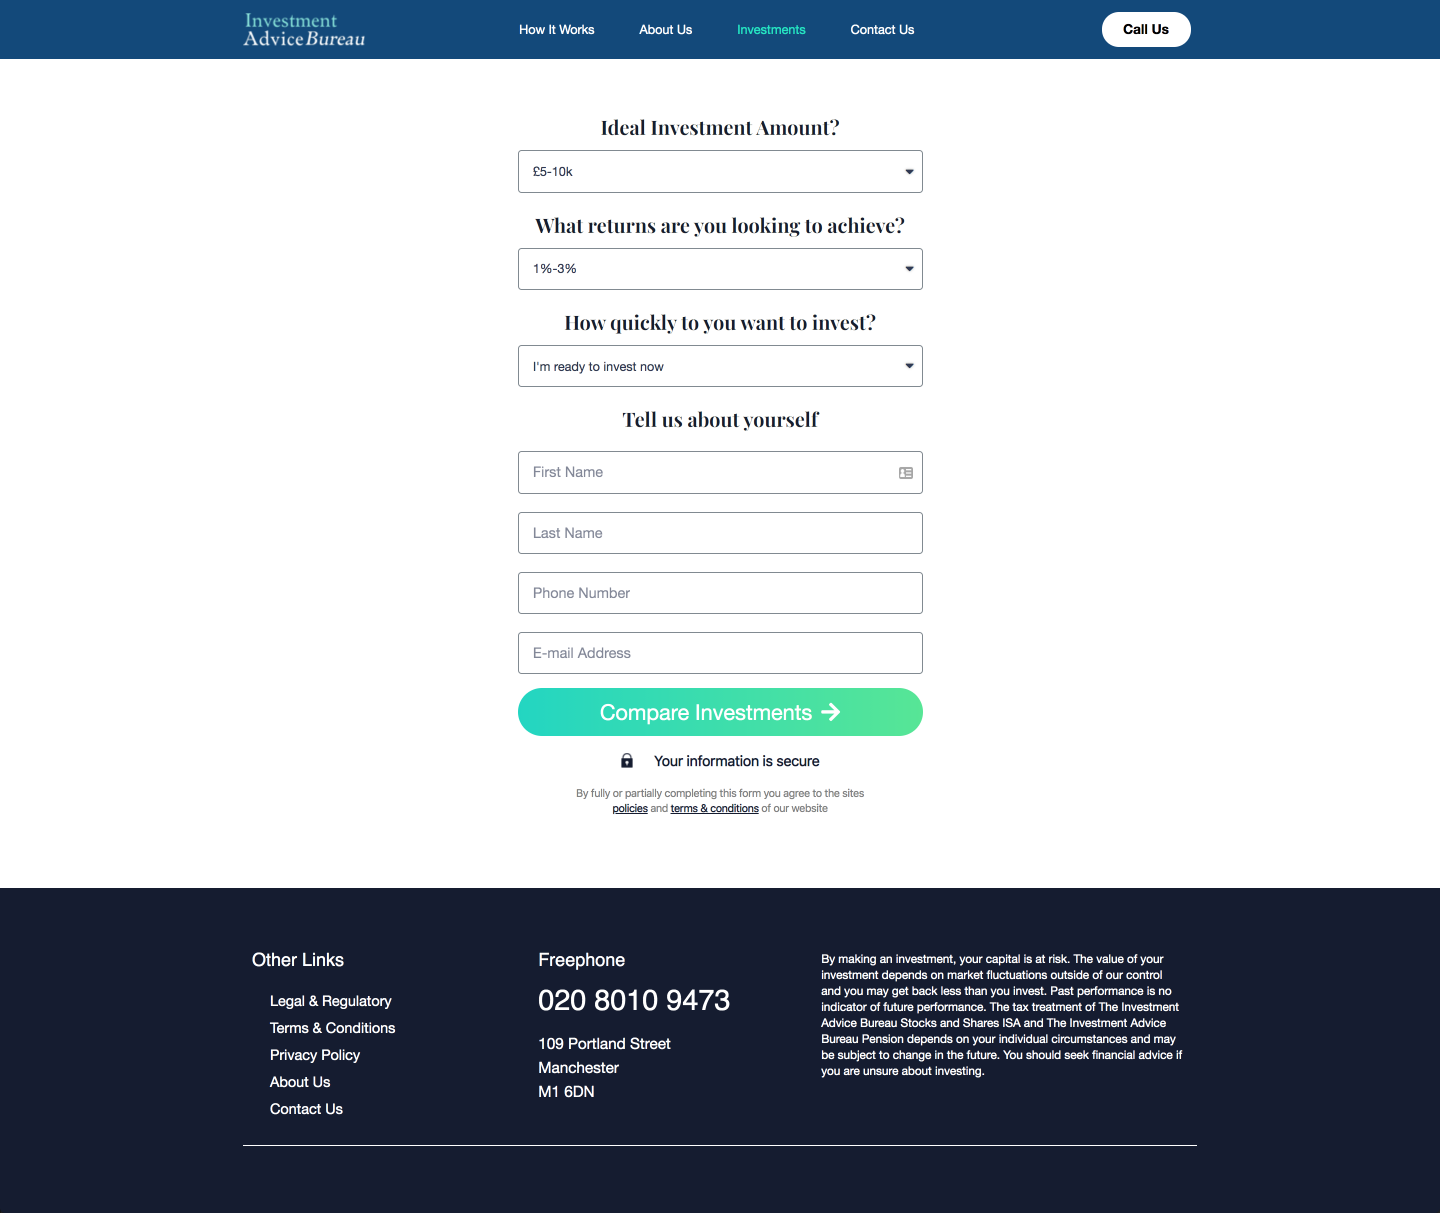 Investment
Advice Bureau
How It Works
About Us
Investments
Contact Us
Call Us
Ideal Investment Amount?
£5-10k
What returns are you looking to achieve?
1%-3%
How quickly to you want to invest?
I'm ready to invest now
Tell us about yourself
First Name
Last Name
Phone Number
E-mail Address
Compare Investments
Your information is secure
By fully or partially completing this form you agree to the sites
policies and terms & conditions of our website
Other Links
Legal & Regulatory
Terms & Conditions
Privacy Policy
About Us
Contact Us
Freephone
020 8010 9473
109 Portland Street
Manchester
M1 6DN
By making an investment, your capital is at risk. The value of your
investment depends on market fluctuations outside of our control
and you may get back less than you invest. Past performance is no
indicator of future performance. The tax treatment of The Investment
Advice Bureau Stocks and Shares ISA and The Investment Advice
Bureau Pension depends on your individual circumstances and may
be subject to change in the future. You should seek financial advice if
you are unsure about investing.